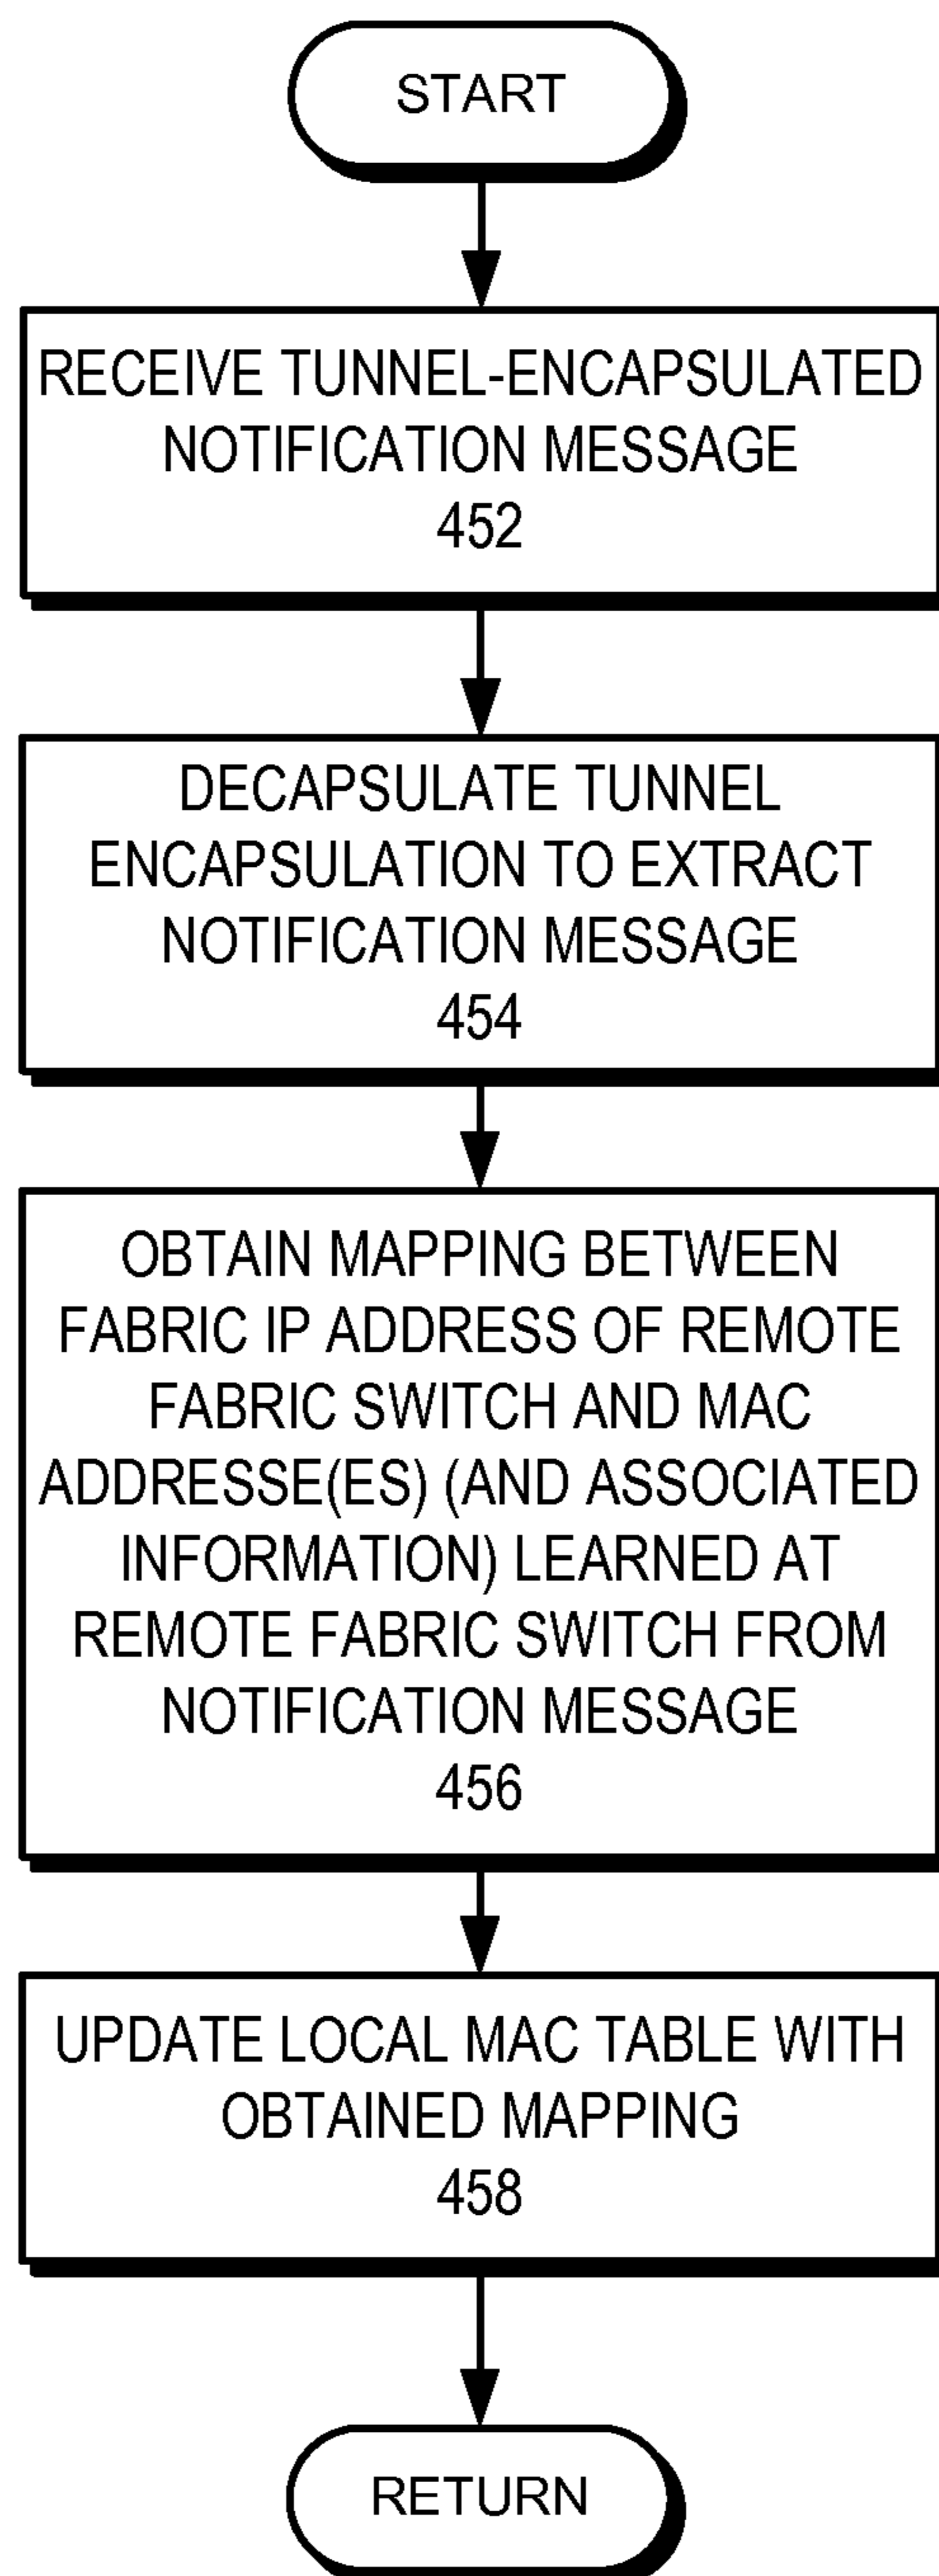 START
RECEIVE TUNNEL-ENCAPSULATED
NOTIFICATION MESSAGE
452
DECAPSULATE TUNNEL
ENCAPSULATION TO EXTRACT
NOTIFICATION MESSAGE
454
OBTAIN MAPPING BETWEEN
FABRIC IP ADDRESS OF REMOTE
FABRIC SWITCH AND MAC
ADDRESSE(ES) (AND ASSOCIATED
INFORMATION) LEARNED AT
REMOTE FABRIC SWITCH FROM
NOTIFICATION MESSAGE
456
UPDATE LOCAL MAC TABLE WITH
OBTAINED MAPPING
458
RETURN